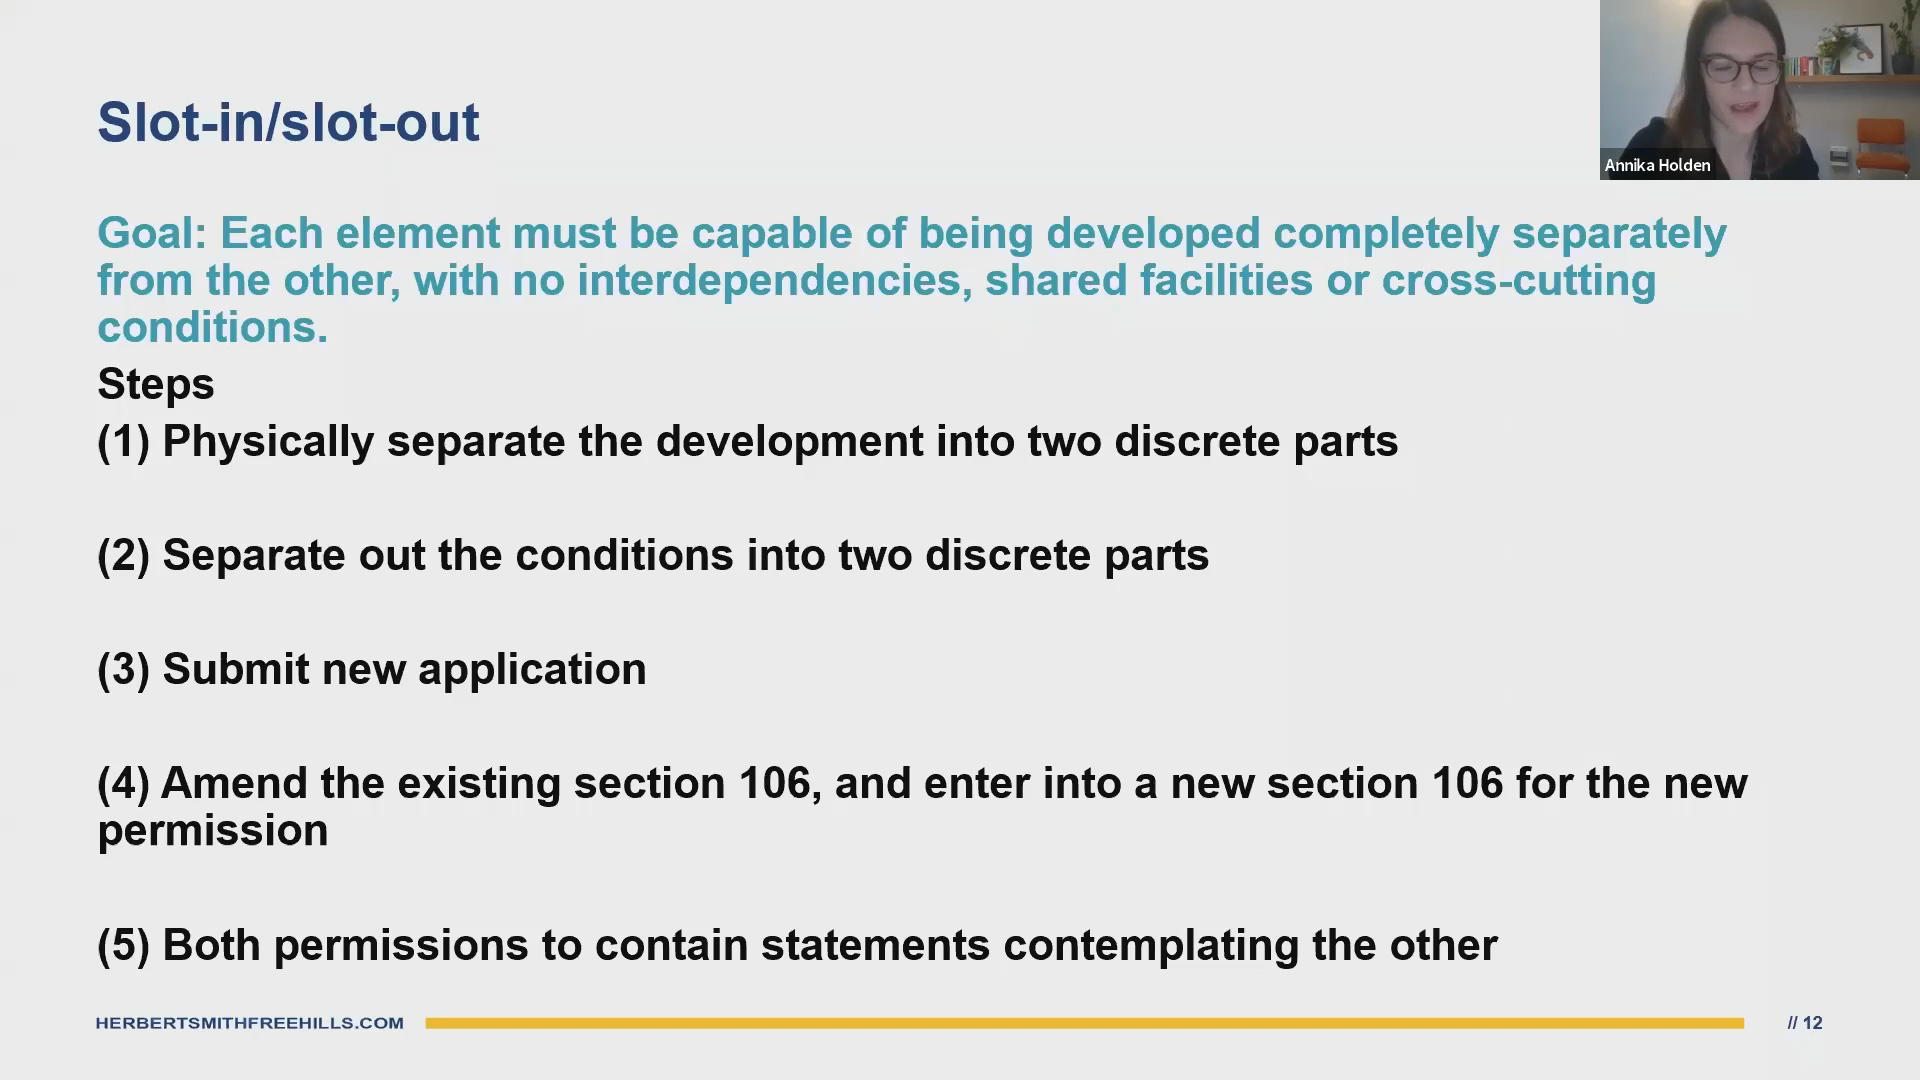 Slot-in/slot-out
Annika Holden
Goal: Each element must be capable of being developed completely separately
from the other, with no interdependencies, shared facilities or cross-cutting
conditions.
Steps
(1) Physically separate the development into two discrete parts
(2) Separate out the conditions into two discrete parts
(3) Submit new application
(4) Amend the existing section 106, and enter into a new section 106 for the new
permission
(5) Both permissions to contain statements contemplating the other
HERBERTSMITHFREEHILLS.COM
// 12